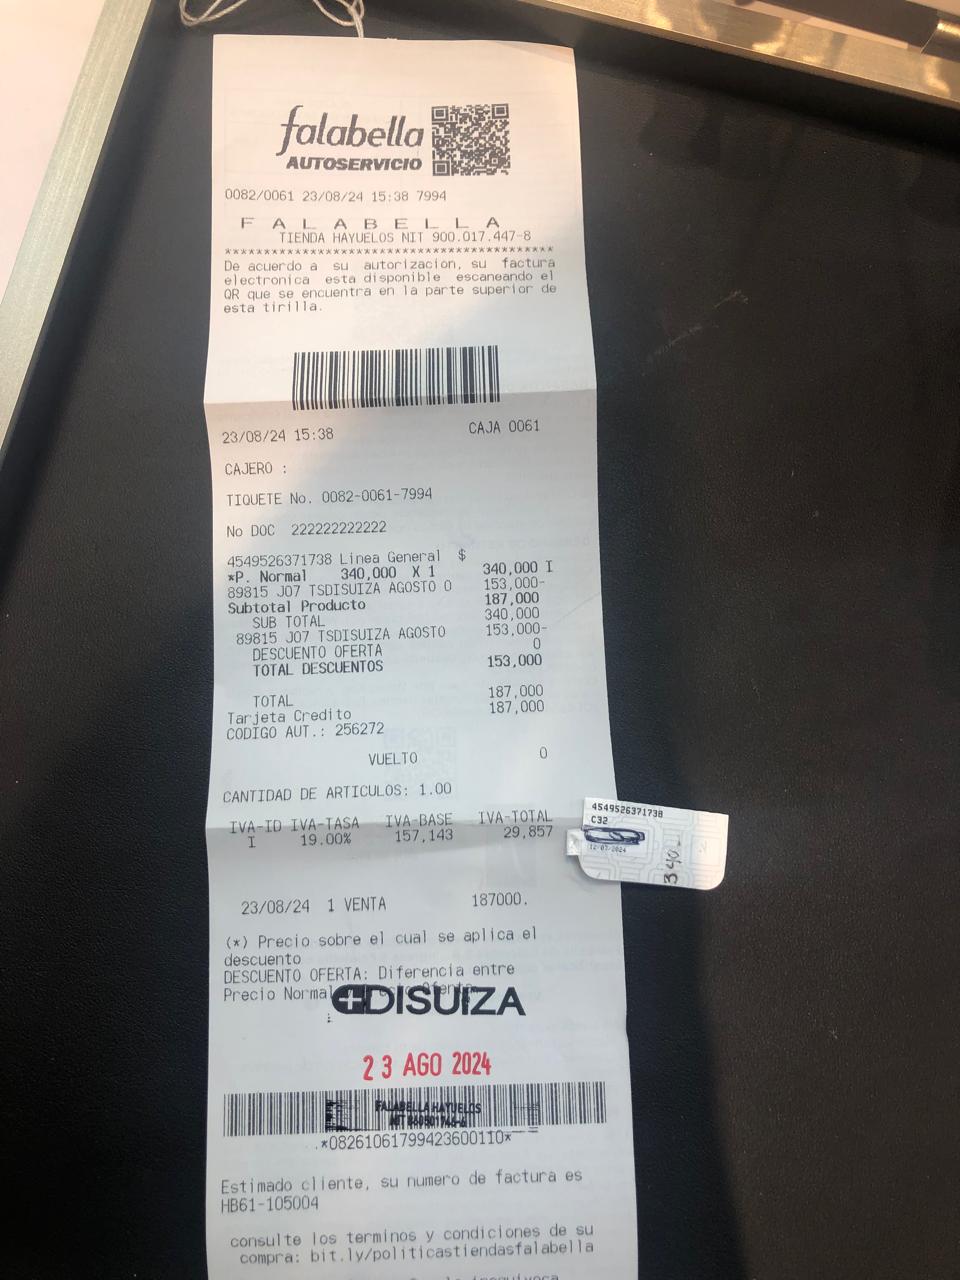 falabella
AUTOSERVICIO
0082/0061 23/08/24 15:38 7994
F A L A B E L L A
TIENDA HAYUELOS NIT 900.017.447-8
******************************************************
De acuerdo a su autorizacion, su factura
electronica esta disponible escaneando el
QR que se encuentra en la parte superior de
esta tirilla.
23/08/24 15:38 CAJA 0061
CAJERO :
TIQUETE No. 0082-0061-7994
No DOC 222222222222
4549526371738 Linea General $
*P. Normal 340,000 X 1 340,000 I
89815 J07 TSDISUIZA AGOSTO 0 153,000-
Subtotal Producto 187,000
SUB TOTAL 340,000
89815 J07 TSDISUIZA AGOSTO 153,000-
DESCUENTO OFERTA 0
TOTAL DESCUENTOS 153,000
TOTAL 187,000
Tarjeta Credito 187,000
CODIGO AUT.: 256272
VUELTO 0
CANTIDAD DE ARTICULOS: 1.00
IVA-ID IVA-TASA IVA-BASE IVA-TOTAL
I 19.00% 157,143 29,857
4549526371738
C32
12/07/2024
340
23/08/24 1 VENTA 187000.
(*) Precio sobre el cual se aplica el
descuento
DESCUENTO OFERTA: Diferencia entre
Precio Normal
DISUIZA
23 AGO 2024
FALABELLA HAYUELOS
*08261061799423600110*
Estimado cliente, su numero de factura es
HB61-105004
consulte los terminos y condiciones de su
compra: bit.ly/politicastiendasfalabella